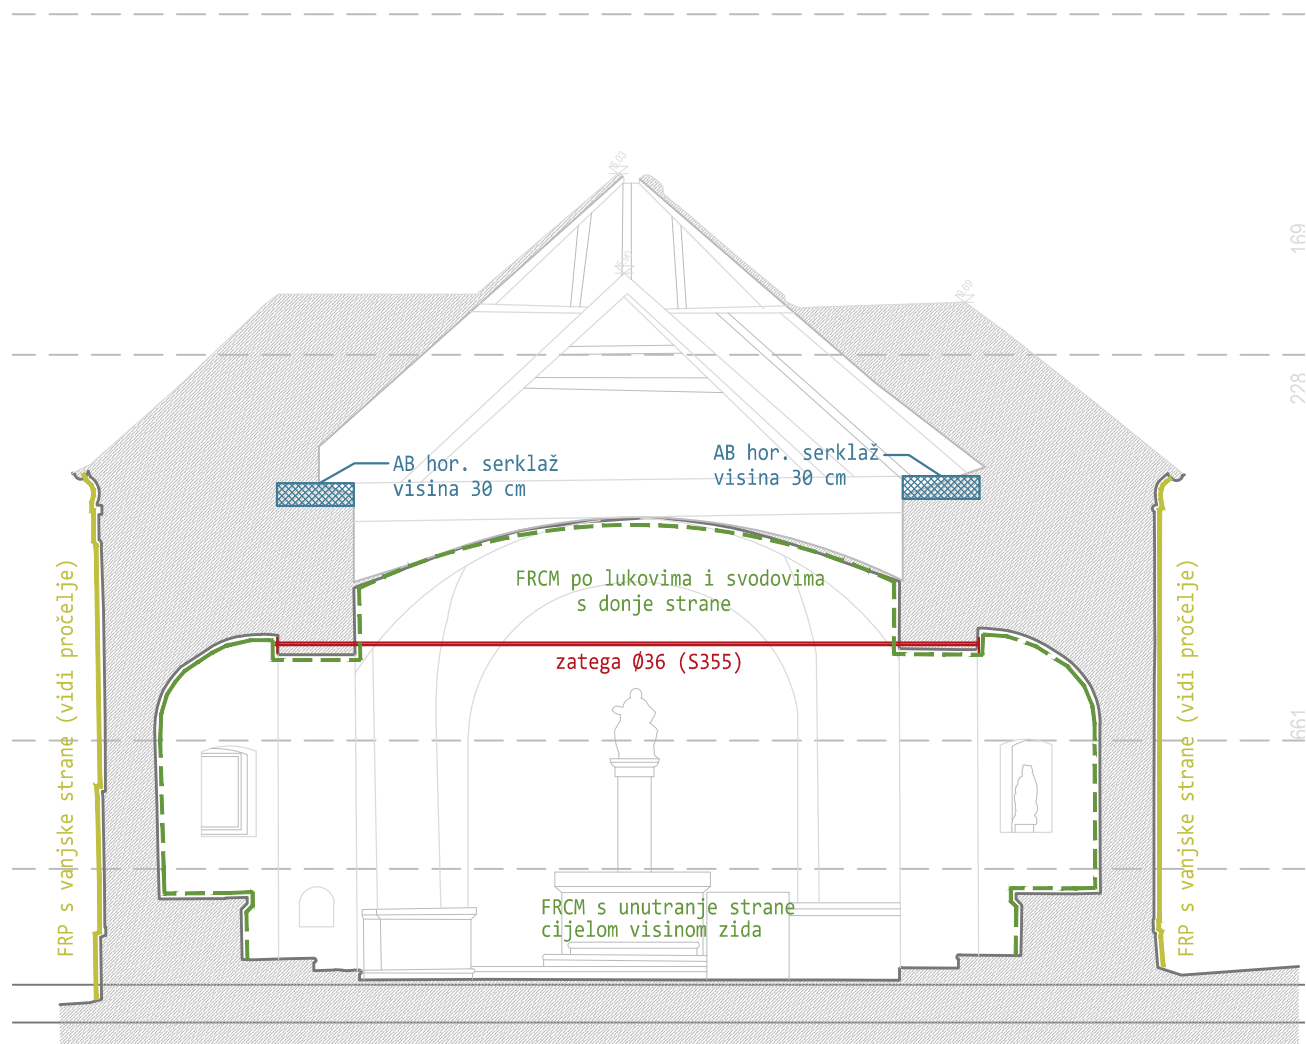 169
228
AB hor. serklaž
visina 30 cm
AB hor. serklaž
visina 30 cm
FRCM po lukovima i svodovima
s donje strane
zatega Ø36 (S355)
FRP s vanjske strane (vidi pročelje)
FRP s vanjske strane (vidi pročelje)
661
FRCM s unutranje strane
cijelom visinom zida